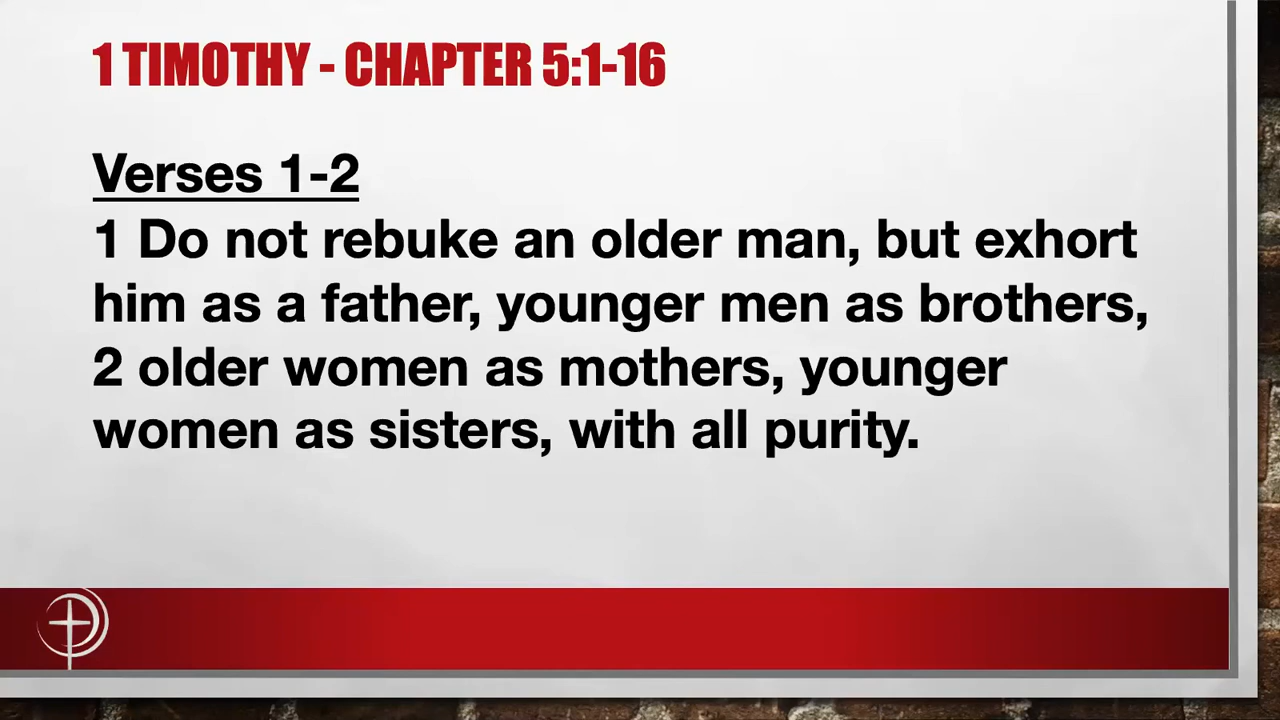 1 TIMOTHY - CHAPTER 5:1-16
Verses 1-2
1 Do not rebuke an older man, but exhort
him as a father, younger men as brothers,
2 older women as mothers, younger
women as sisters, with all purity.